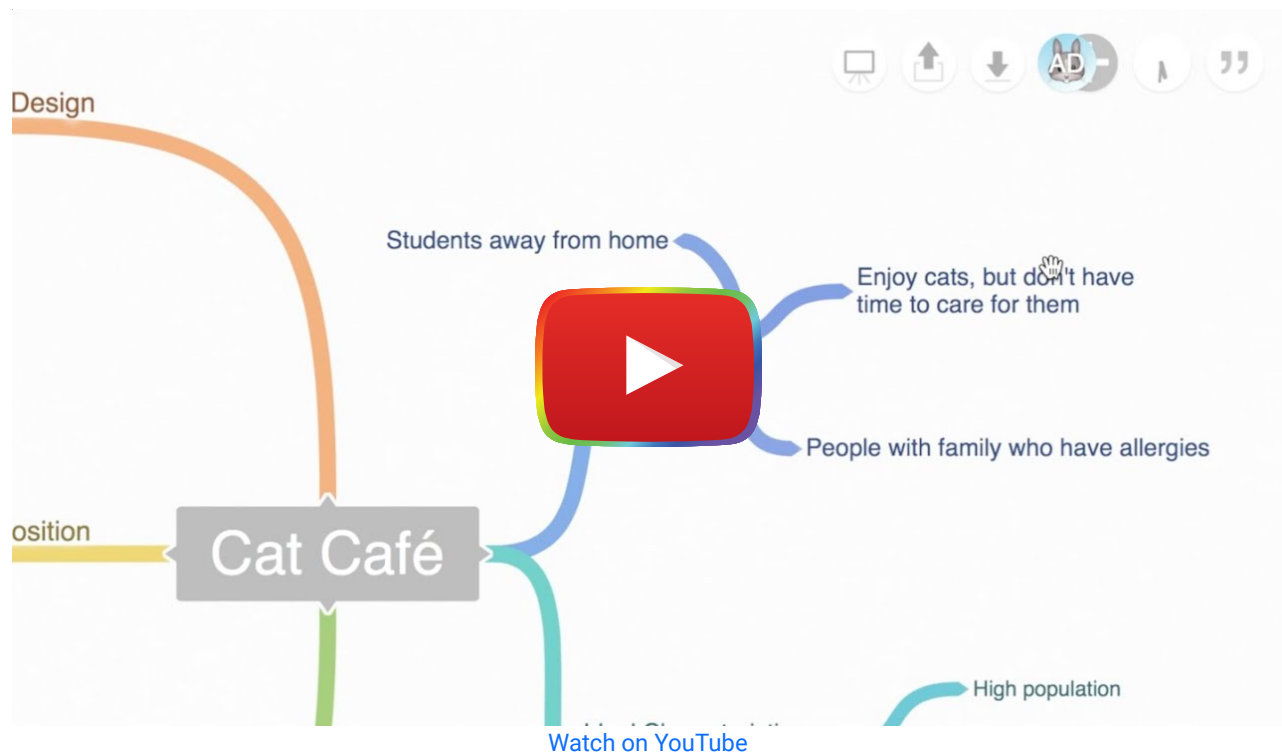 AD
Design
Students away from home
Enjoy cats, but don't have
time to care for them
People with family who have allergies
osition
Cat Café
High population
Watch on YouTube